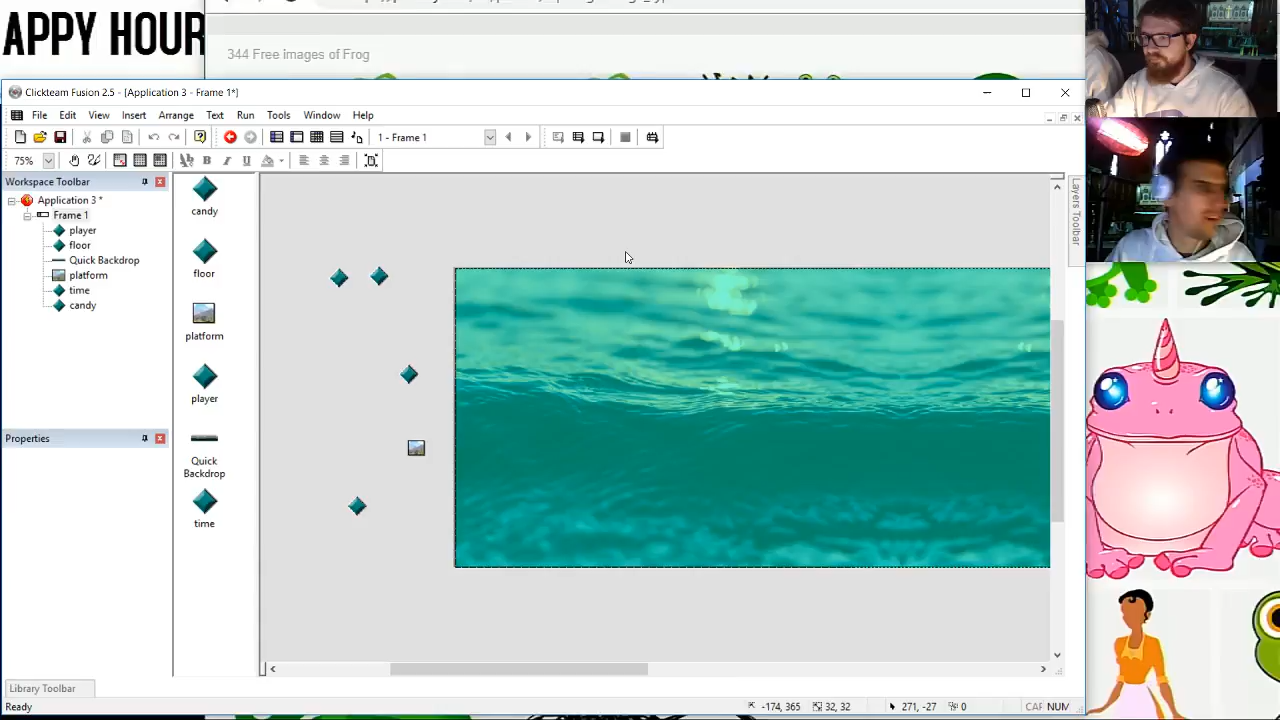 APPY HOUR
344 Free images of Frog
Clickteam Fusion 2.5 - [Application 3 - Frame 1*]
File Edit View Insert Arrange Text Run Tools Window Help
1 - Frame 1
75%
B I U
Workspace Toolbar
Application 3 *
Frame 1
player
floor
Quick Backdrop
platform
time
candy
Properties
candy
floor
platform
player
Quick
Backdrop
time
Layers Toolbar
Library Toolbar
Ready
-174, 365
32, 32
271, -27
0
CAP NUM